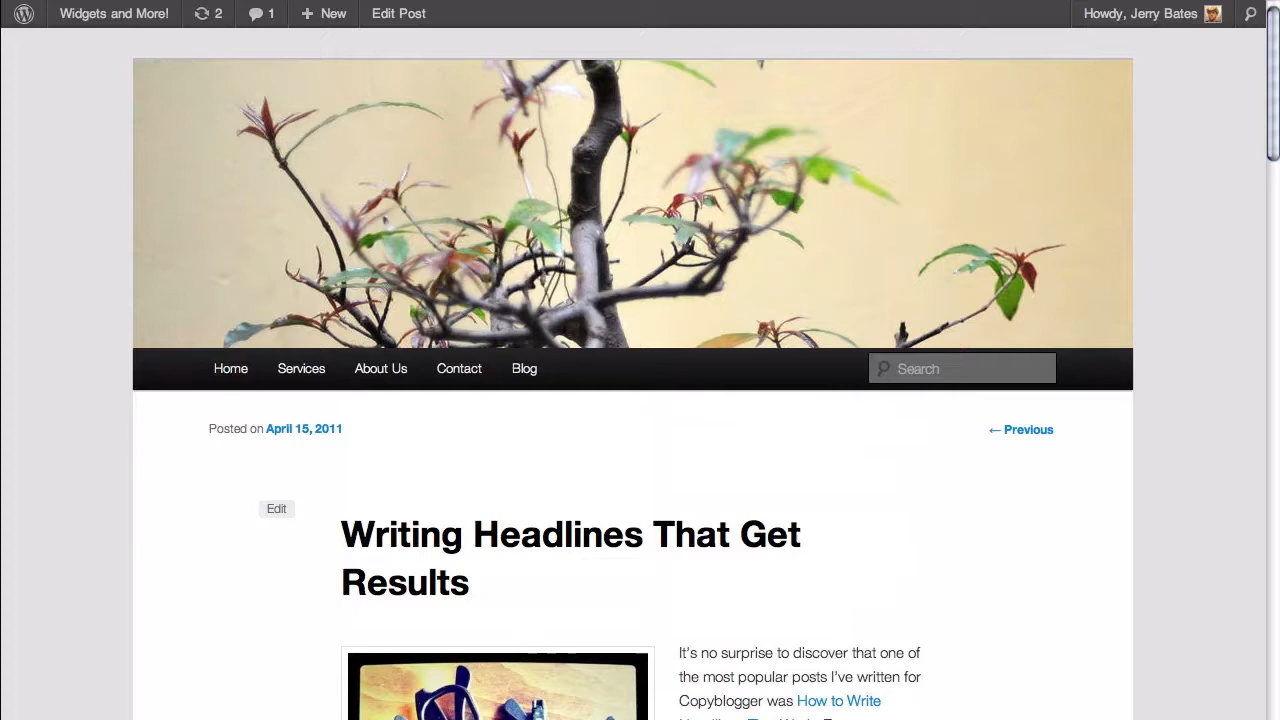 Widgets and More! 2 1 + New Edit Post Howdy, Jerry Bates
Home Services About Us Contact Blog Search
Posted on April 15, 2011 ← Previous
Edit
Writing Headlines That Get
Results
It's no surprise to discover that one of
the most popular posts I've written for
Copyblogger was How to Write